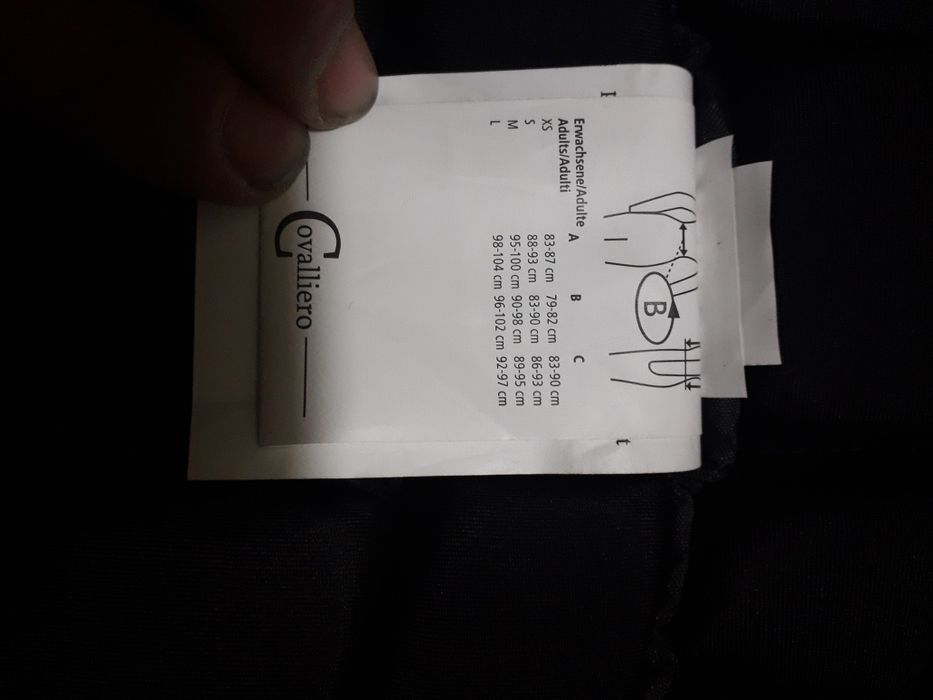 I
t
B
Erwachsene/Adulte
Adults/Adulti
A B C
XS 83-87 cm 79-82 cm 83-90 cm
S 88-93 cm 83-90 cm 86-93 cm
M 95-100 cm 90-98 cm 89-95 cm
L 98-104 cm 96-102 cm 92-97 cm
Covalliero